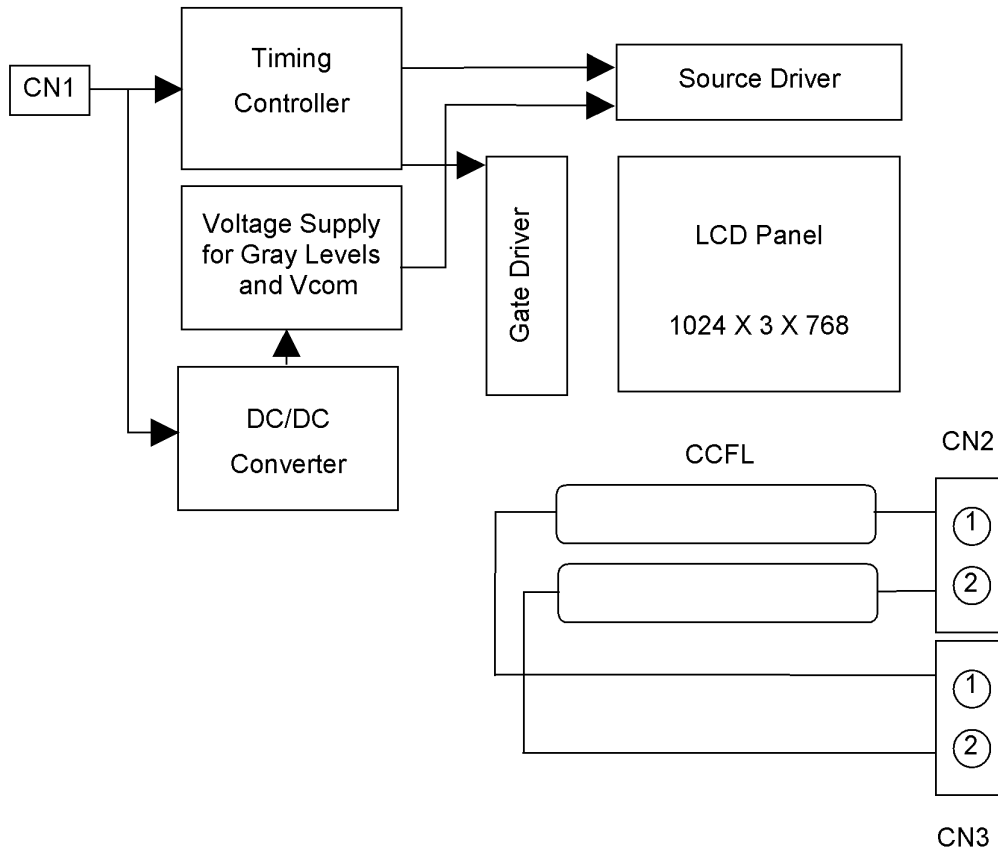 Timing
Controller
CN1
Source Driver
Voltage Supply
for Gray Levels
and Vcom
Gate Driver
LCD Panel
1024 X 3 X 768
DC/DC
Converter
CCFL
CN2
1
2
1
2
CN3